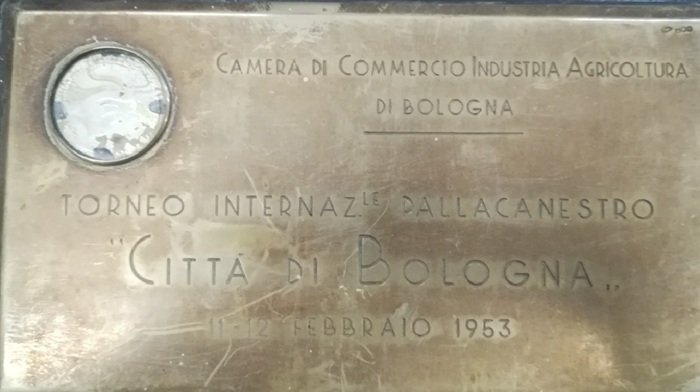 CAMERA DI COMMERCIO INDUSTRIA AGRICOLTURA
DI BOLOGNA
TORNEO INTERNAZ.LE PALLACANESTRO
"CITTÀ DI BOLOGNA„
11-12 FEBBRAIO 1953